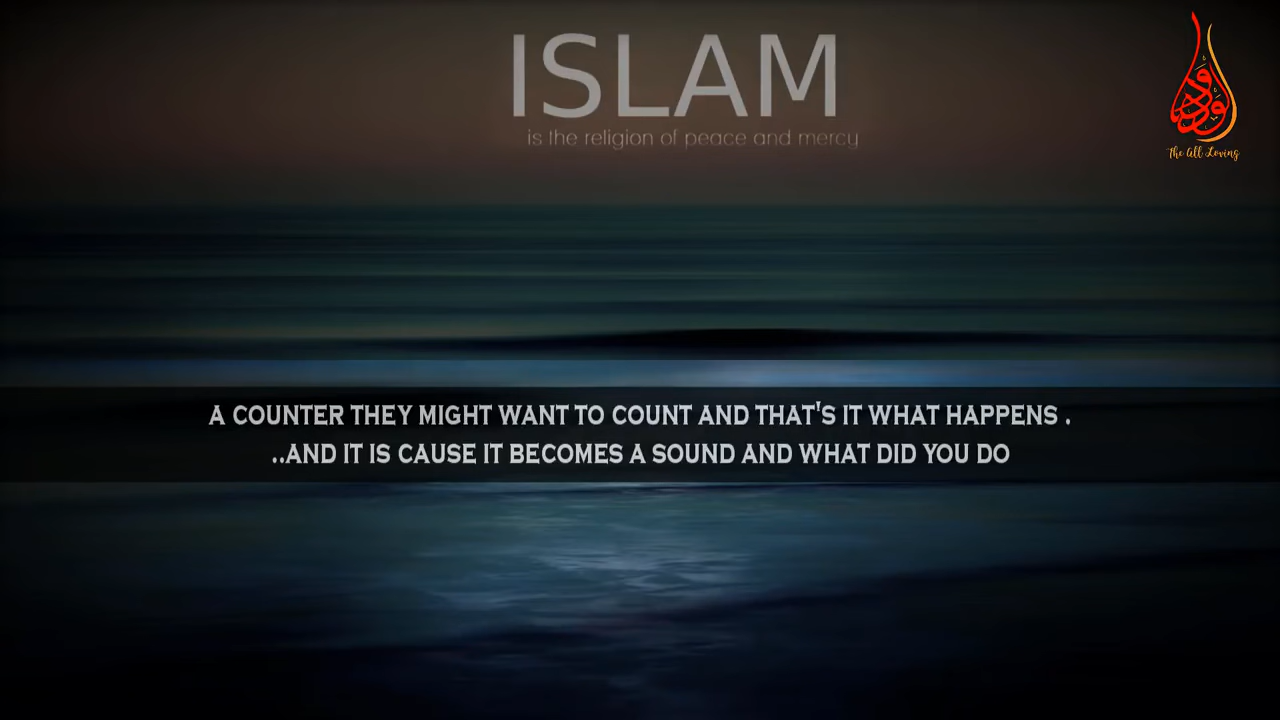 ISLAM
is the religion of peace and mercy
The All Loving
A COUNTER THEY MIGHT WANT TO COUNT AND THAT'S IT WHAT HAPPENS .
..AND IT IS CAUSE IT BECOMES A SOUND AND WHAT DID YOU DO